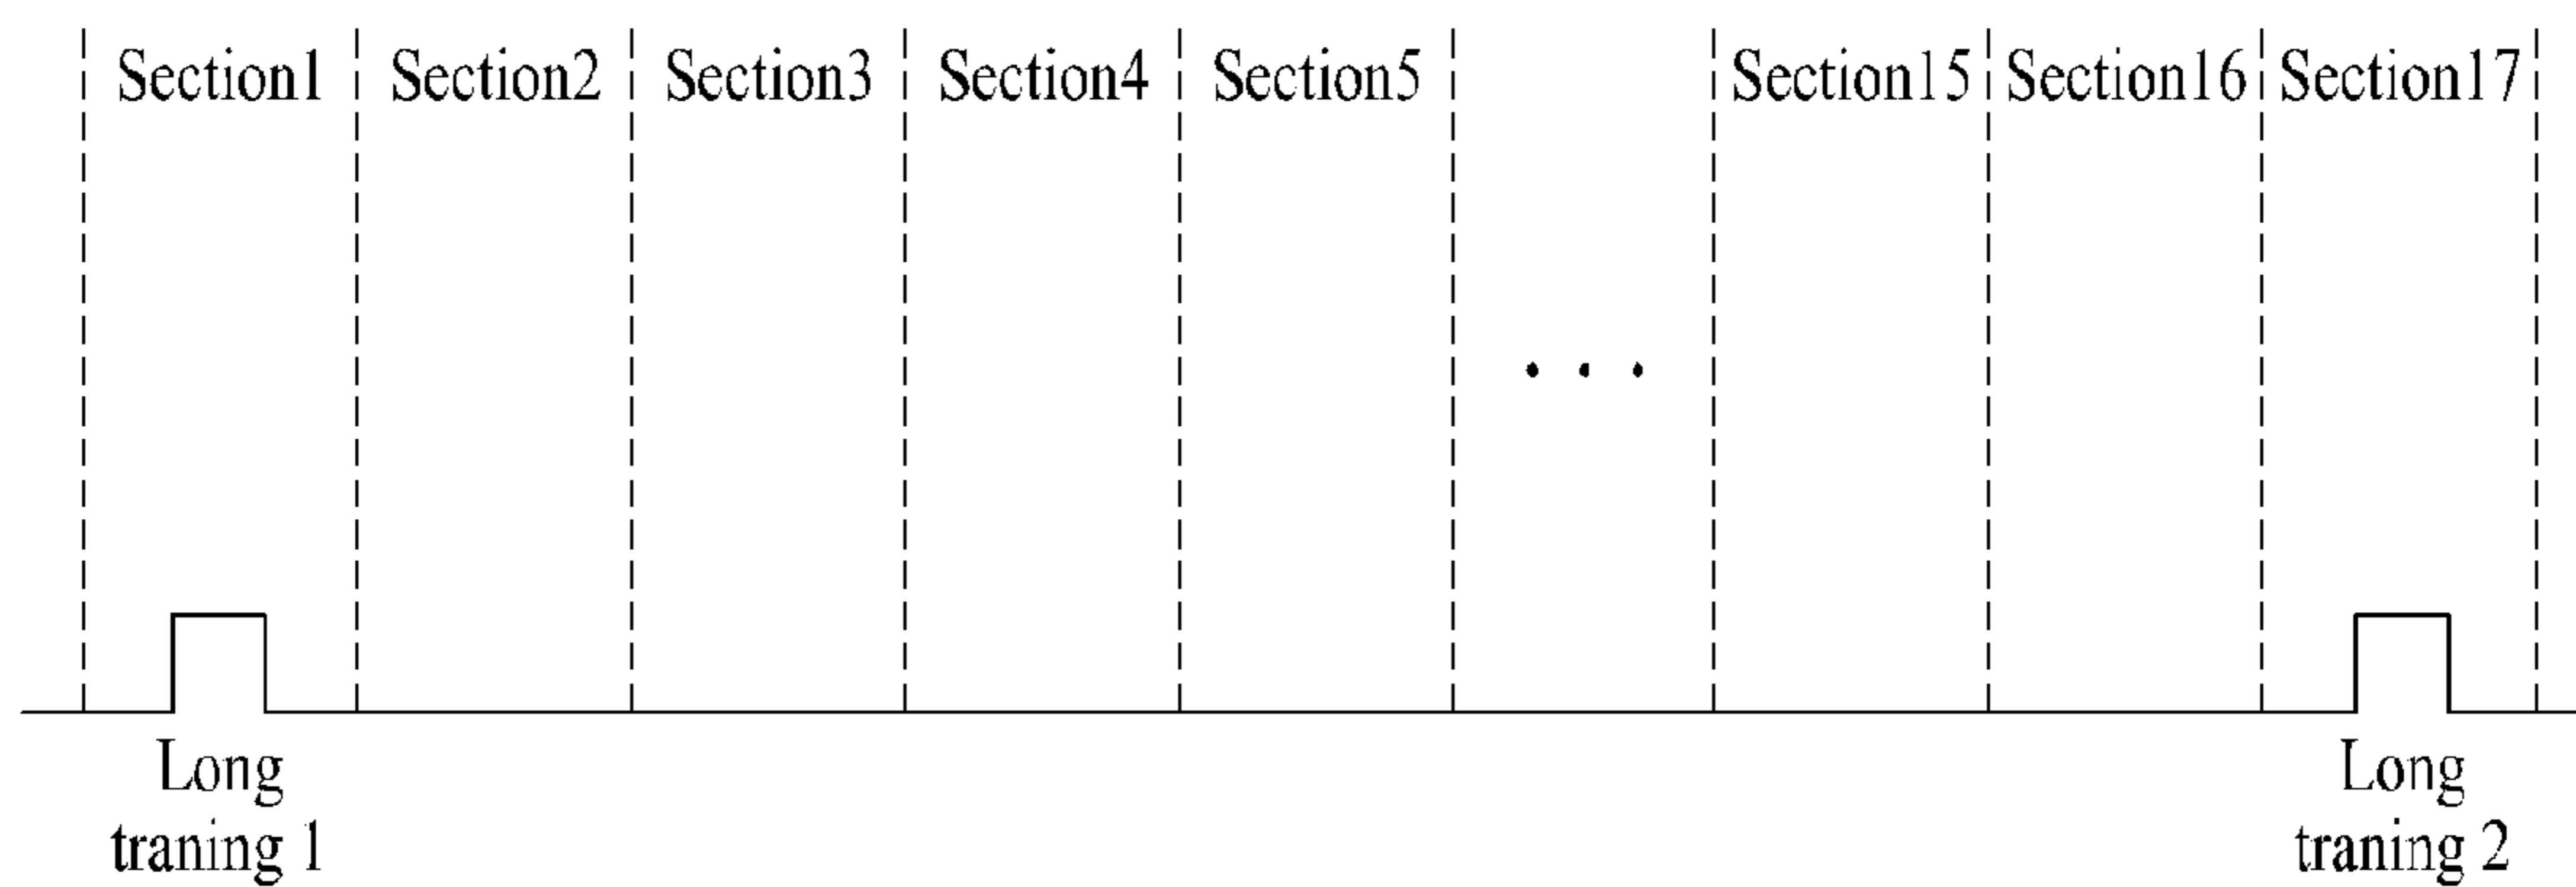 Section1 Section2 Section3 Section4 Section5 . . . Section15 Section16 Section17
Long
traning 1
Long
traning 2